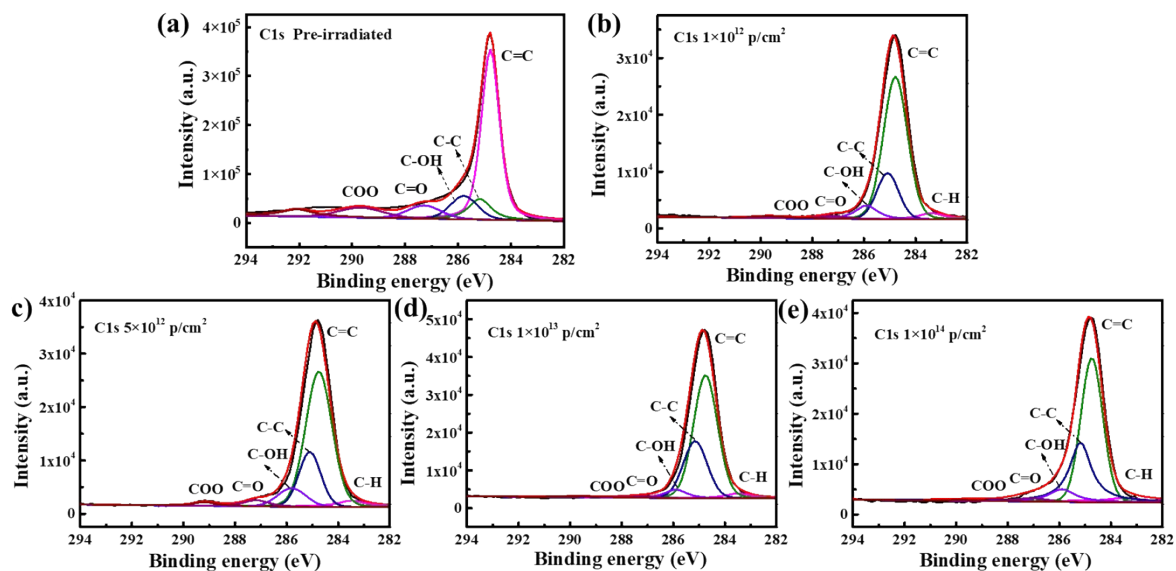 (a)
C1s Pre-irradiated
C=C
C-C
C-OH
C=O
COO
4×10⁵
3×10⁵
2×10⁵
1×10⁵
0
Intensity (a.u.)
294 292 290 288 286 284 282
Binding energy (eV)
(b)
C1s 1×10¹² p/cm²
C=C
C-C
C-OH
C=O
COO
C-H
3×10⁴
2×10⁴
1×10⁴
0
Intensity (a.u.)
294 292 290 288 286 284 282
Binding energy (eV)
c)
C1s 5×10¹² p/cm²
C=C
C-C
C-OH
C=O
COO
C-H
4×10⁴
3×10⁴
2×10⁴
1×10⁴
0
Intensity (a.u.)
294 292 290 288 286 284 282
Binding energy (eV)
(d)
C1s 1×10¹³ p/cm²
C=C
C-C
C-OH
C=O
COO
C-H
5×10⁴
4×10⁴
3×10⁴
2×10⁴
1×10⁴
0
Intensity (a.u.)
294 292 290 288 286 284 282
Binding energy (eV)
(e)
C1s 1×10¹⁴ p/cm²
C=C
C-C
C-OH
C=O
COO
C-H
4×10⁴
3×10⁴
2×10⁴
1×10⁴
0
Intensity (a.u.)
294 292 290 288 286 284 282
Binding energy (eV)